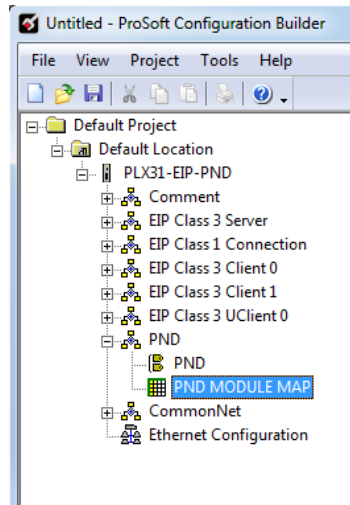 Untitled - ProSoft Configuration Builder
File View Project Tools Help
Default Project
Default Location
PLX31-EIP-PND
Comment
EIP Class 3 Server
EIP Class 1 Connection
EIP Class 3 Client 0
EIP Class 3 Client 1
EIP Class 3 UClient 0
PND
PND
PND MODULE MAP
CommonNet
Ethernet Configuration